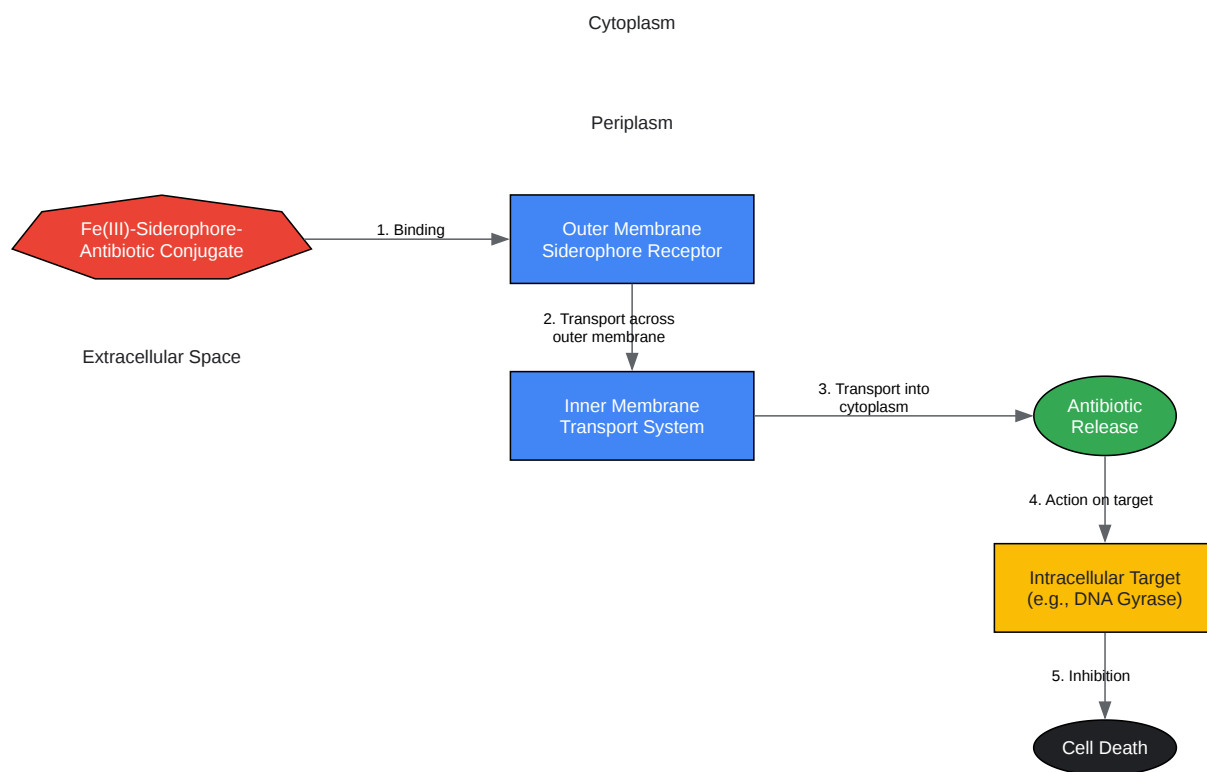 Cytoplasm
Periplasm
Fe(III)-Siderophore-
Antibiotic Conjugate
1. Binding
Outer Membrane
Siderophore Receptor
2. Transport across
outer membrane
Extracellular Space
Inner Membrane
Transport System
3. Transport into
cytoplasm
Antibiotic
Release
4. Action on target
Intracellular Target
(e.g., DNA Gyrase)
5. Inhibition
Cell Death